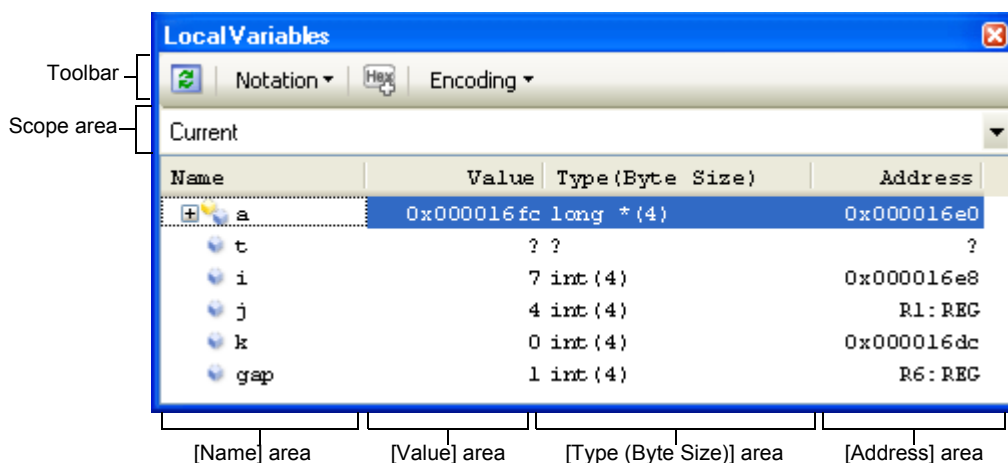 Local Variables
Toolbar
Notation Hex Encoding
Scope area
Current
Name Value Type(Byte Size) Address
a 0x000016fc long *(4) 0x000016e0
t ? ? ?
i 7 int(4) 0x000016e8
j 4 int(4) R1:REG
k 0 int(4) 0x000016dc
gap 1 int(4) R6:REG
[Name] area [Value] area [Type (Byte Size)] area [Address] area